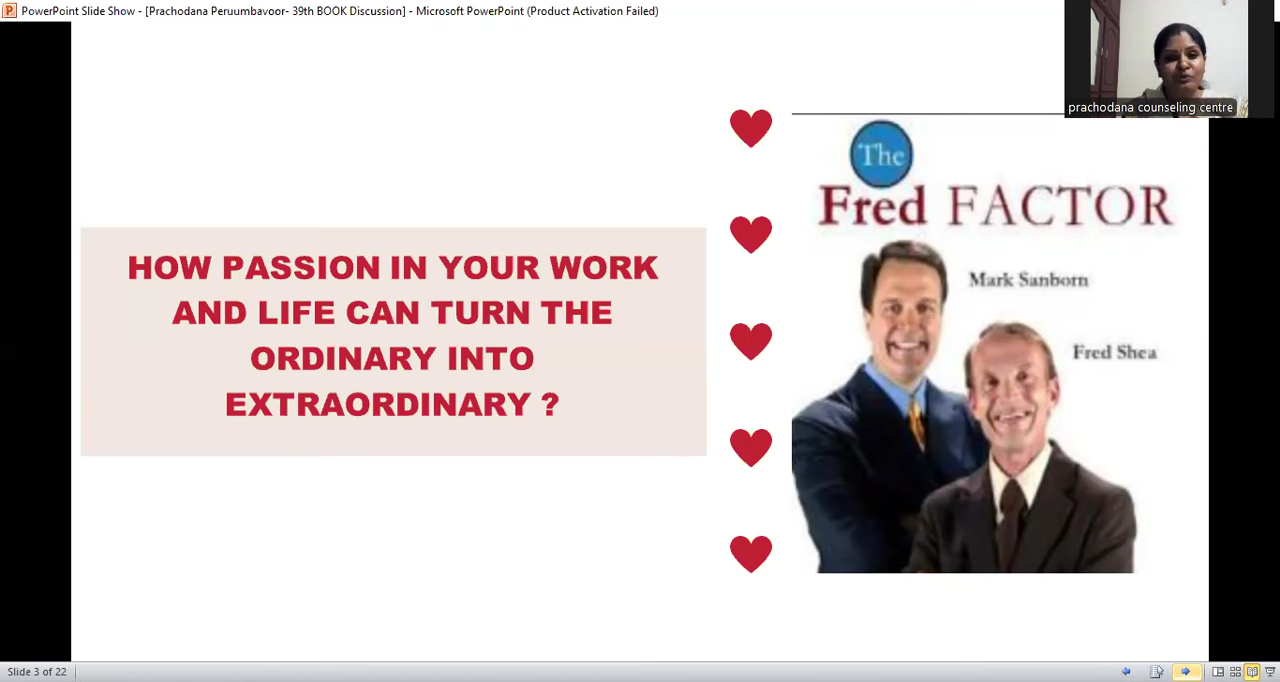 PowerPoint Slide Show - [Prachodana Peruumbavoor- 39th BOOK Discussion] - Microsoft PowerPoint (Product Activation Failed)
prachodana counseling centre
The
Fred FACTOR
Mark Sanborn
Fred Shea
HOW PASSION IN YOUR WORK
AND LIFE CAN TURN THE
ORDINARY INTO
EXTRAORDINARY ?
Slide 3 of 22